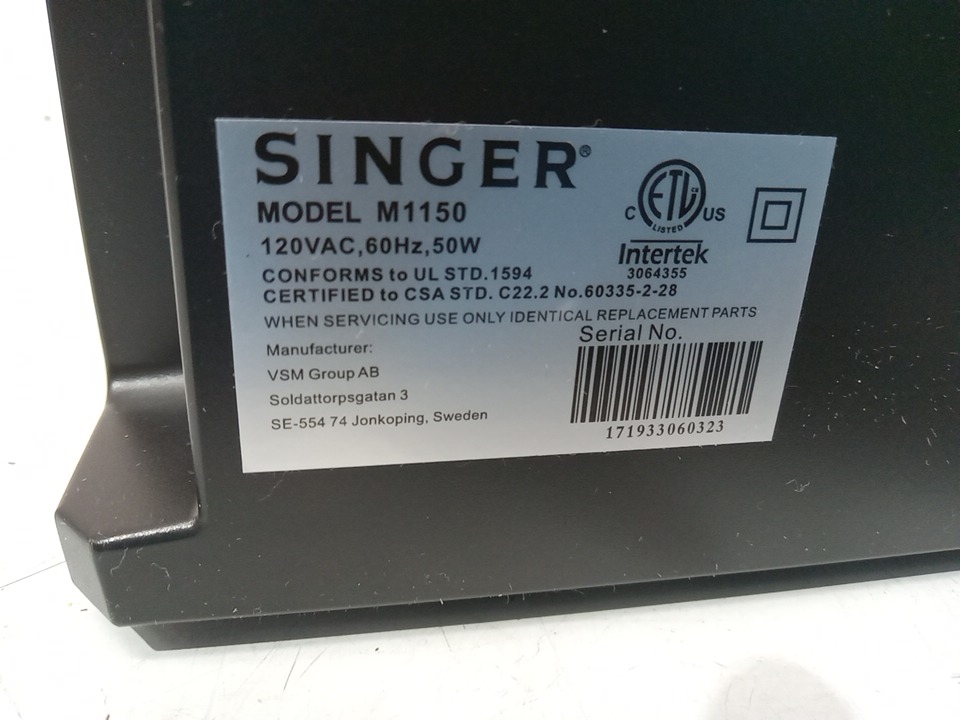 SINGER®
MODEL M1150
120VAC,60Hz,50W
CONFORMS to UL STD.1594
CERTIFIED to CSA STD. C22.2 No.60335-2-28
WHEN SERVICING USE ONLY IDENTICAL REPLACEMENT PARTS
Manufacturer:
VSM Group AB
Soldattorpsgatan 3
SE-554 74 Jonkoping, Sweden
ETL CM
C US
LISTED
Intertek
3064355
Serial No.
171933060323